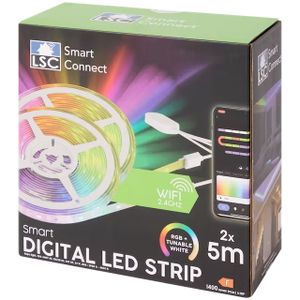 LSC
Smart
Connect
WIFI
2.4GHZ
RGB +
TUNABLE
WHITE
2x
5m
Smart
DIGITAL LED STRIP